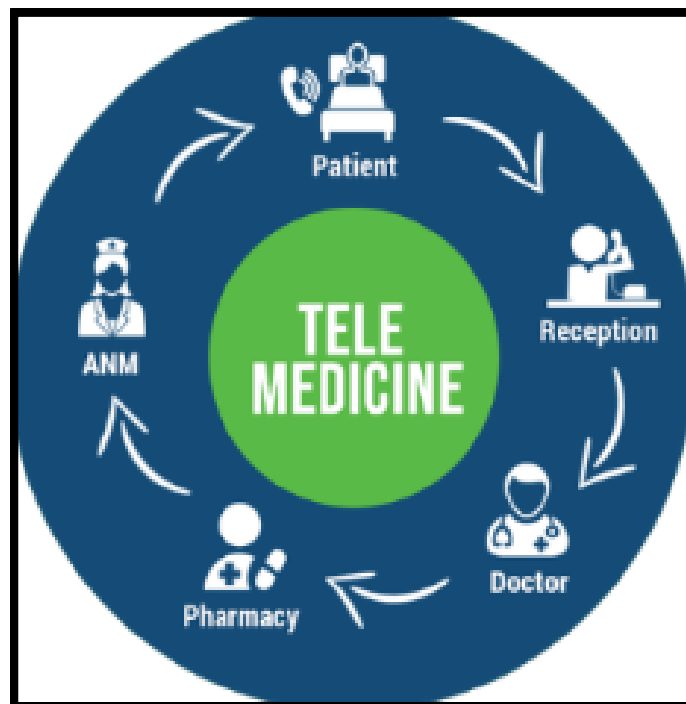 Patient
Reception
Doctor
Pharmacy
ANM
TELE
MEDICINE